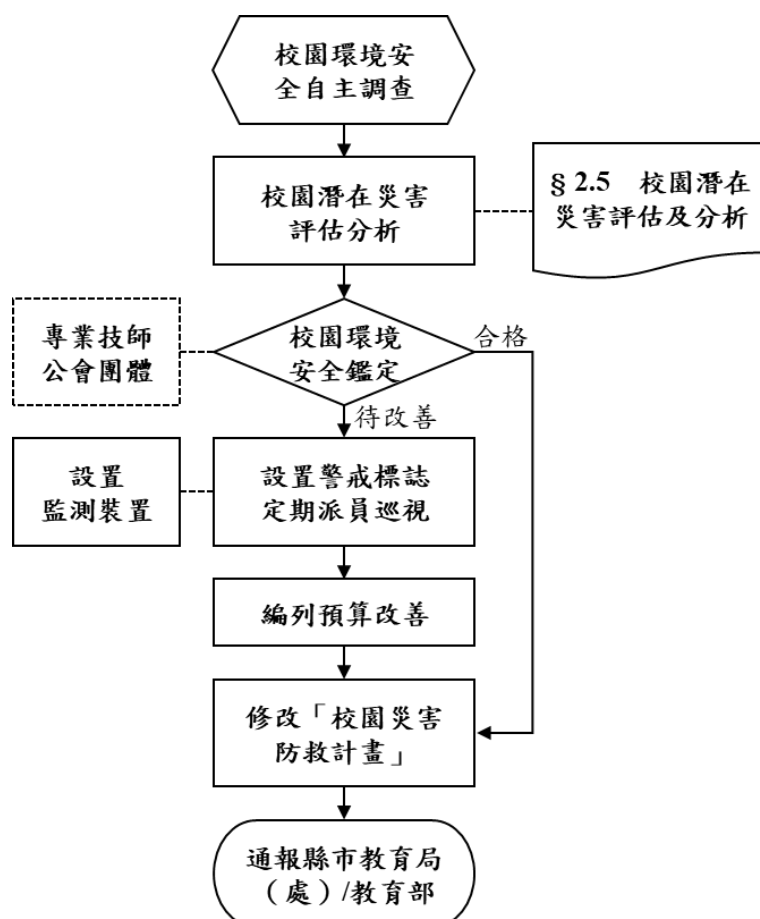 校園環境安
全自主調查
校園潛在災害
評估分析
§ 2.5 校園潛在
災害評估及分析
專業技師
公會團體
校園環境
安全鑑定
合格
待改善
設置
監測裝置
設置警戒標誌
定期派員巡視
編列預算改善
修改「校園災害
防救計畫」
通報縣市教育局
（處）/教育部